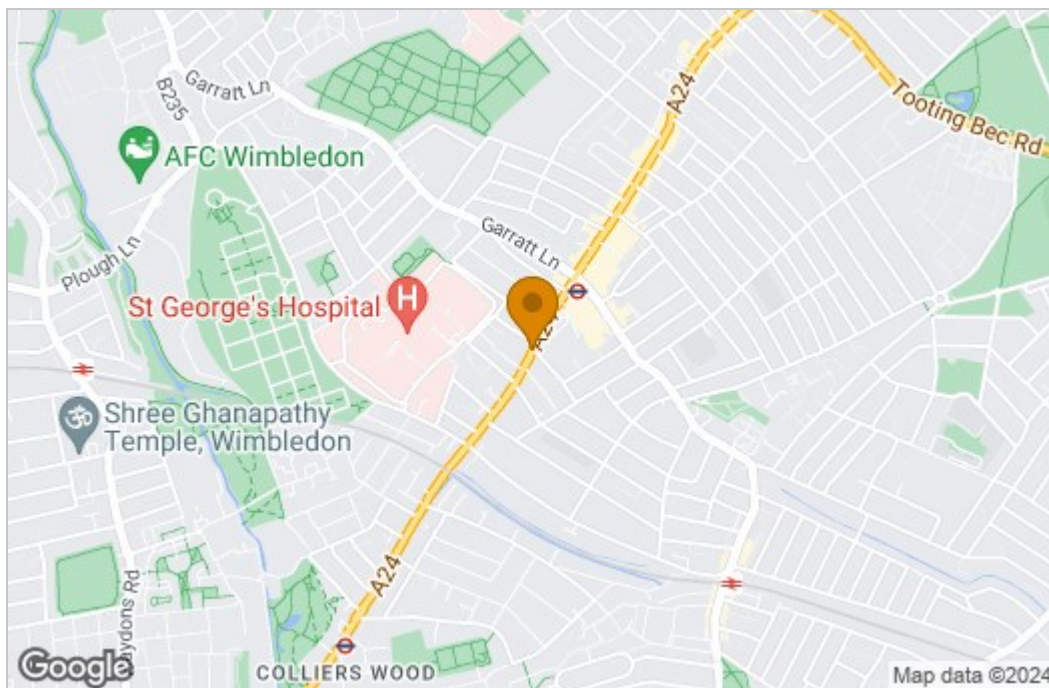 Garratt Ln
B235
A24
Tooting Bec Rd
AFC Wimbledon
Plough Ln
Garratt Ln
St George's Hospital
H
A24
Shree Ghanapathy
Temple, Wimbledon
A24
COLLIERS WOOD
Google
Map data ©2024